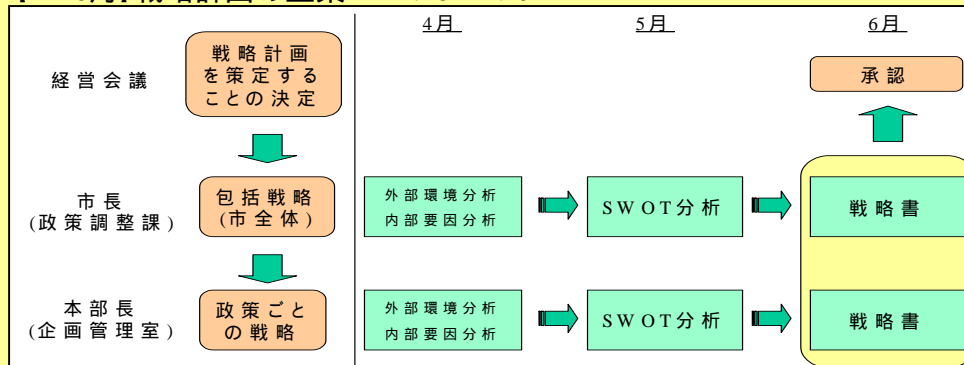 4月
5月
6月
経営会議
戦略計画
を策定する
ことの決定
承認
市長
(政策調整課)
包括戦略
(市全体)
外部環境分析
内部要因分析
SWOT分析
戦略書
本部長
(企画管理室)
政策ごと
の戦略
外部環境分析
内部要因分析
SWOT分析
戦略書